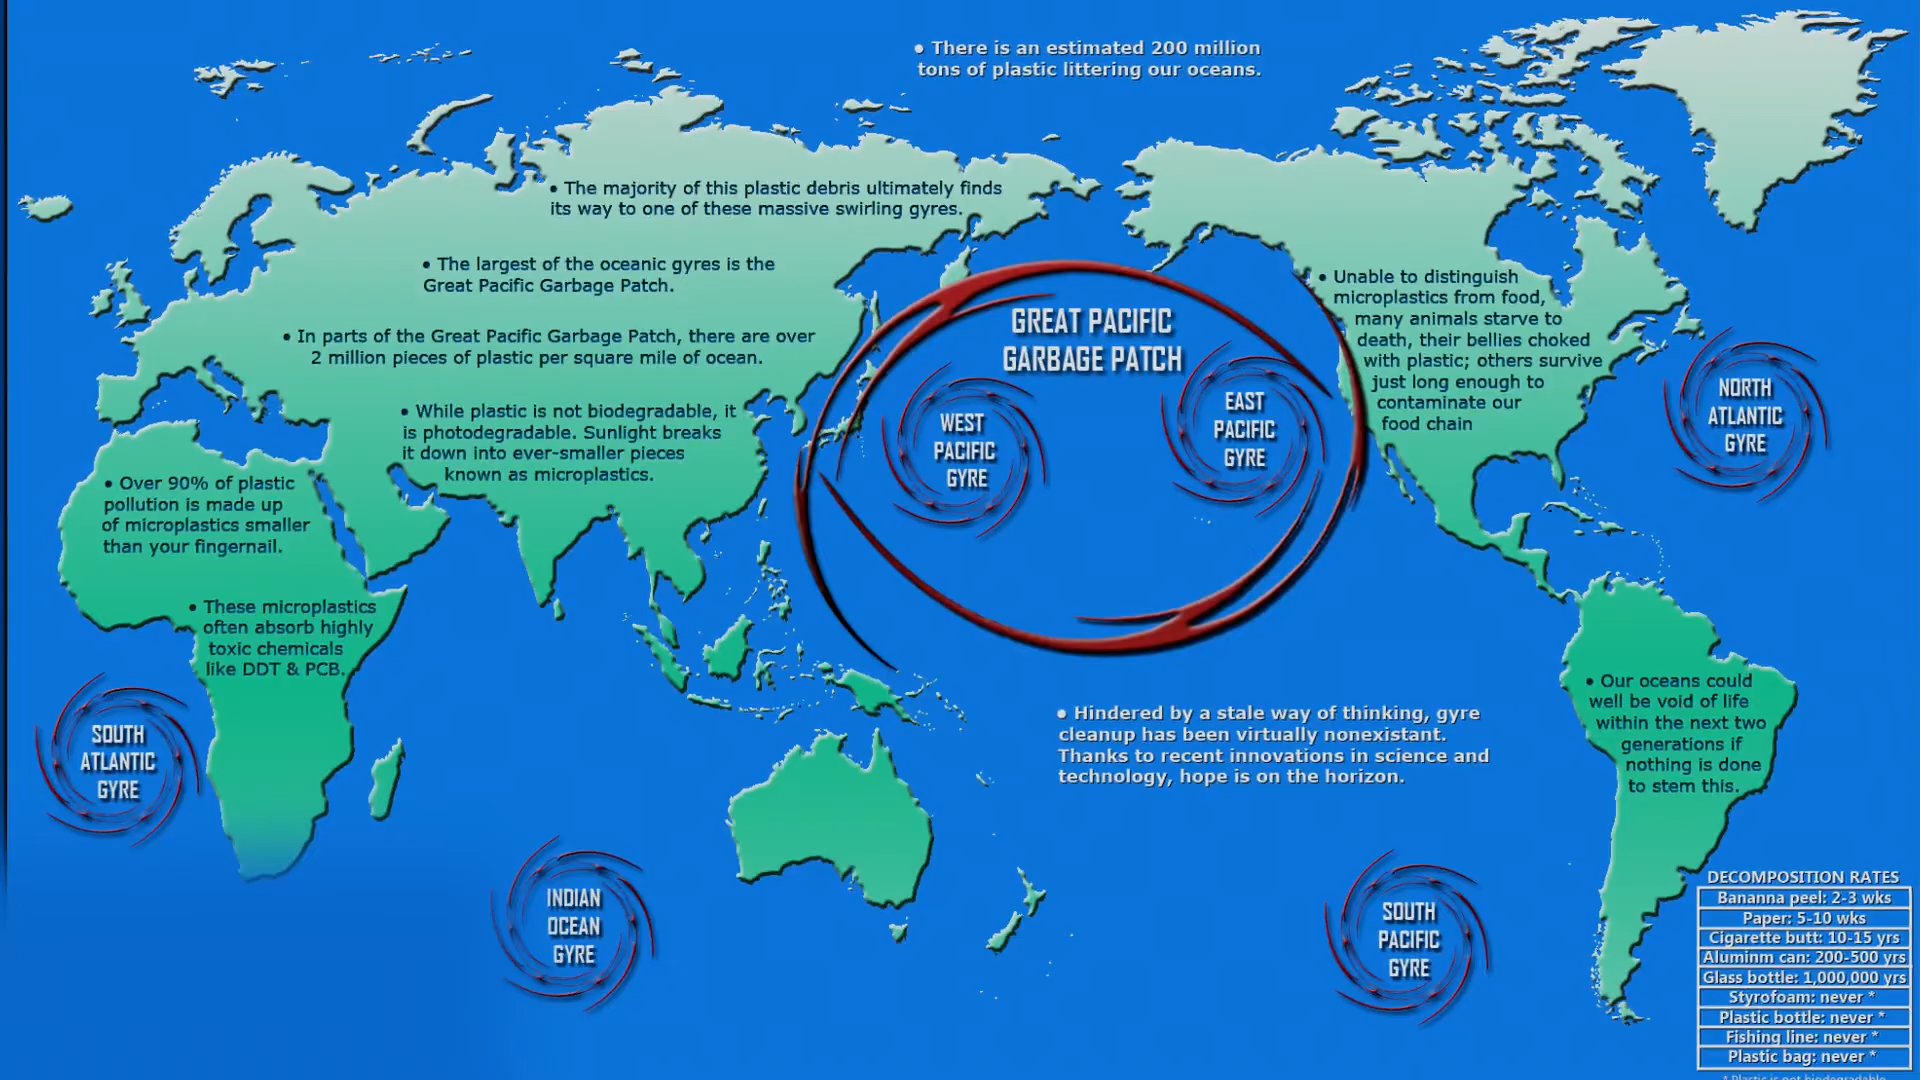 • There is an estimated 200 million
tons of plastic littering our oceans.
• The majority of this plastic debris ultimately finds
its way to one of these massive swirling gyres.
• The largest of the oceanic gyres is the
Great Pacific Garbage Patch.
• In parts of the Great Pacific Garbage Patch, there are over
2 million pieces of plastic per square mile of ocean.
• While plastic is not biodegradable, it
is photodegradable. Sunlight breaks
it down into ever-smaller pieces
known as microplastics.
• Over 90% of plastic
pollution is made up
of microplastics smaller
than your fingernail.
• These microplastics
often absorb highly
toxic chemicals
like DDT & PCB.
GREAT PACIFIC
GARBAGE PATCH
WEST
PACIFIC
GYRE
EAST
PACIFIC
GYRE
• Unable to distinguish
microplastics from food,
many animals starve to
death, their bellies choked
with plastic; others survive
just long enough to
contaminate our
food chain
NORTH
ATLANTIC
GYRE
SOUTH
ATLANTIC
GYRE
INDIAN
OCEAN
GYRE
• Hindered by a stale way of thinking, gyre
cleanup has been virtually nonexistant.
Thanks to recent innovations in science and
technology, hope is on the horizon.
• Our oceans could
well be void of life
within the next two
generations if
nothing is done
to stem this.
SOUTH
PACIFIC
GYRE
DECOMPOSITION RATES
Bananna peel: 2-3 wks
Paper: 5-10 wks
Cigarette butt: 10-15 yrs
Aluminm can: 200-500 yrs
Glass bottle: 1,000,000 yrs
Styrofoam: never *
Plastic bottle: never *
Fishing line: never *
Plastic bag: never *
* Plastic is not biodegradable